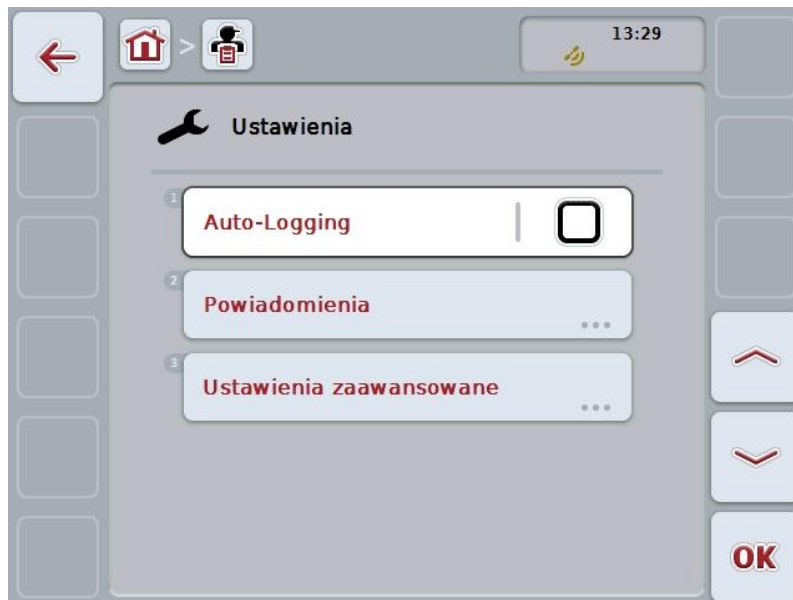 >
13:29
Ustawienia
1
Auto-Logging
2
Powiadomienia
...
3
Ustawienia zaawansowane
...
OK